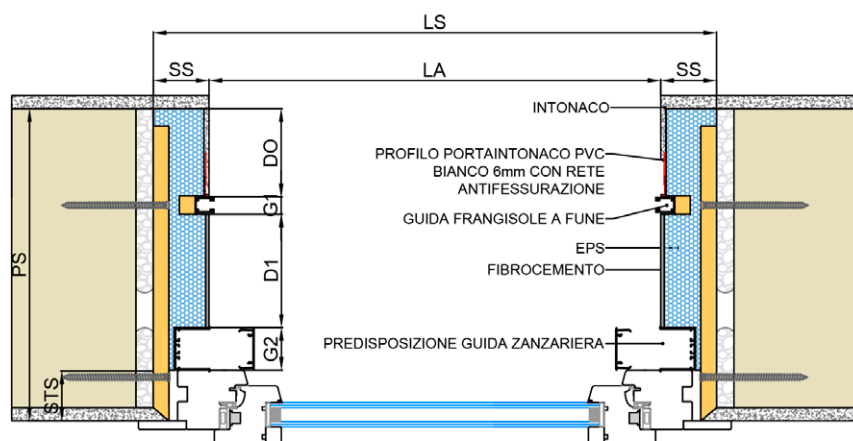 LS
SS
LA
SS
INTONACO
DO
PROFILO PORTAINTONACO PVC
BIANCO 6mm CON RETE
ANTIFESSURAZIONE
G1
GUIDA FRANGISOLE A FUNE
PS
D1
EPS
FIBROCEMENTO
G2
PREDISPOSIZIONE GUIDA ZANZARIERA
STS